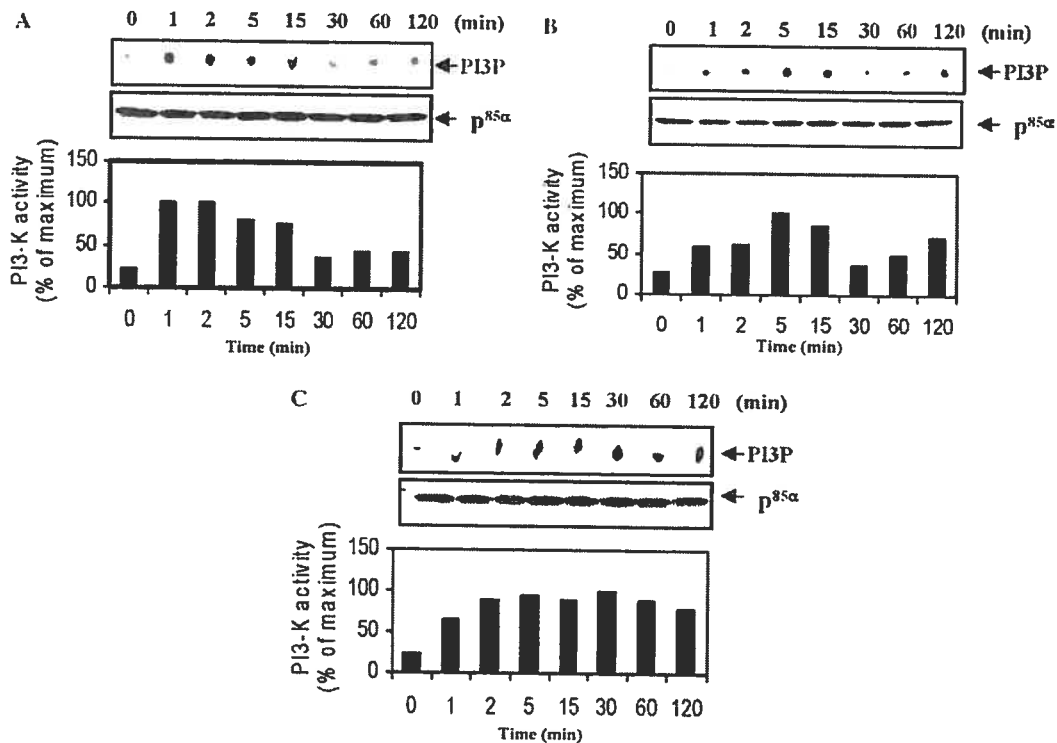 A
0 1 2 5 15 30 60 120 (min)
PI3P
p85α
PI3-K activity
(% of maximum)
150
100
50
0
0 1 2 5 15 30 60 120
Time (min)
B
0 1 2 5 15 30 60 120 (min)
PI3P
p85α
PI3-K activity
(% of maximum)
150
100
50
0
0 1 2 5 15 30 60 120
Time (min)
C
0 1 2 5 15 30 60 120 (min)
PI3P
p85α
PI3-K activity
(% of maximum)
150
100
50
0
0 1 2 5 15 30 60 120
Time (min)